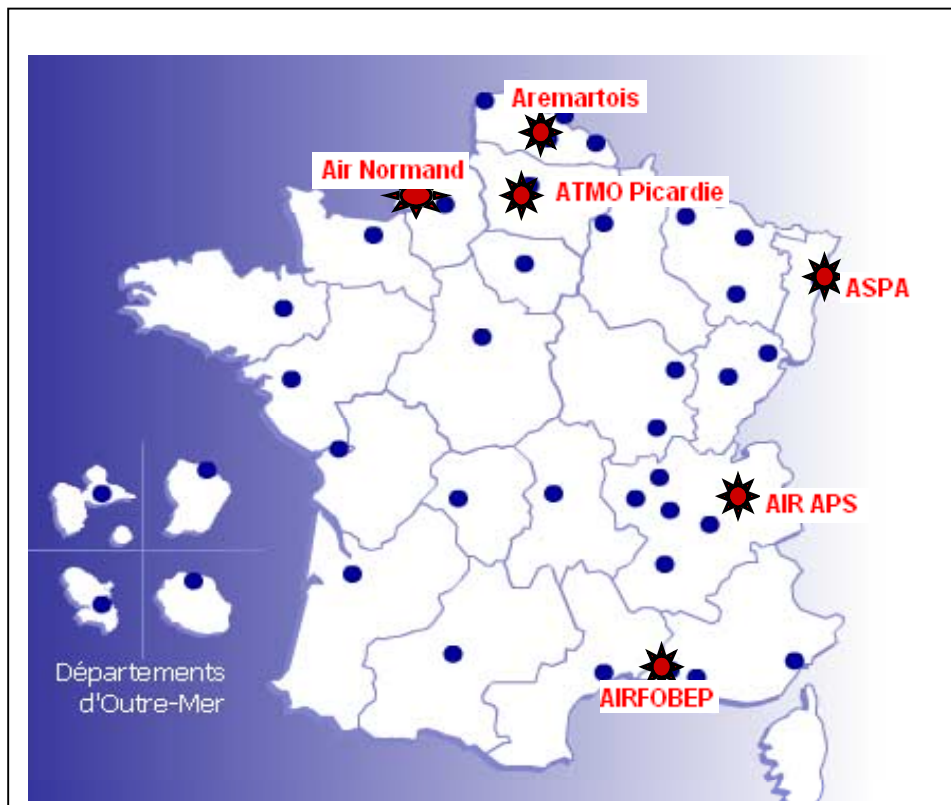 Aremartois
Air Normand
ATMO Picardie
ASPA
AIR APS
AIRFOBEP
Départements
d'Outre-Mer